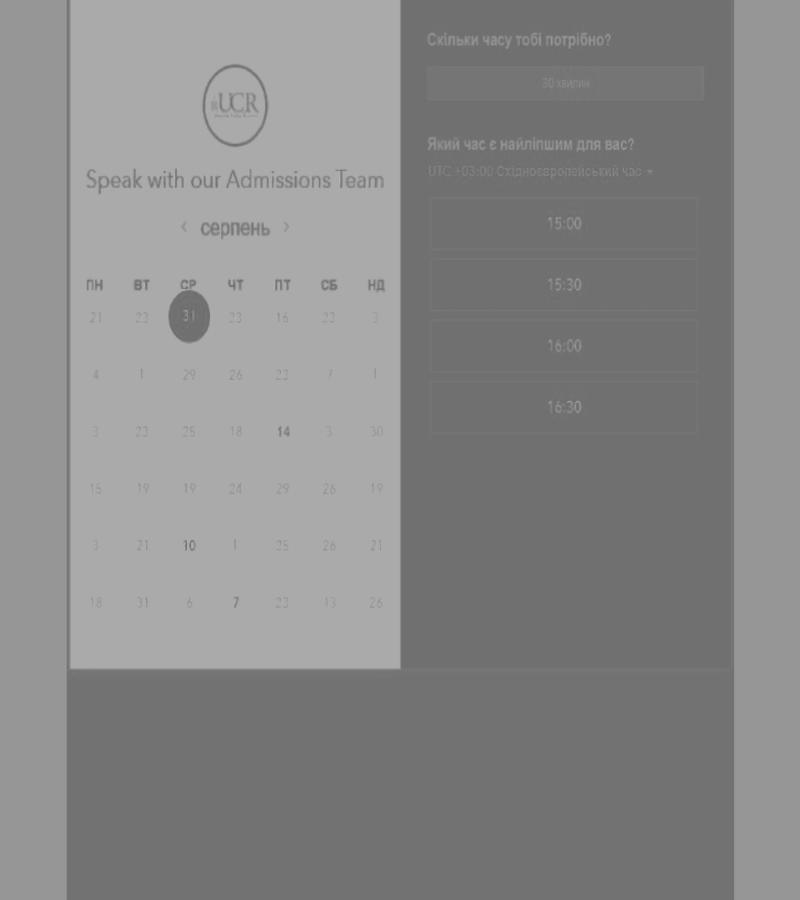 UCR
Speak with our Admissions Team
‹ серпень ›
ПН ВТ СР ЧТ ПТ СБ НД
21 23 31 23 16 23 3
4 1 29 26 23 7 1
3 23 25 18 14 3 30
15 19 19 24 29 26 19
3 21 10 1 25 26 21
18 31 6 7 23 13 26
Скільки часу тобі потрібно?
30 хвилин
Який час є найліпшим для вас?
UTC +03:00 Східноєвропейський час
15:00
15:30
16:00
16:30